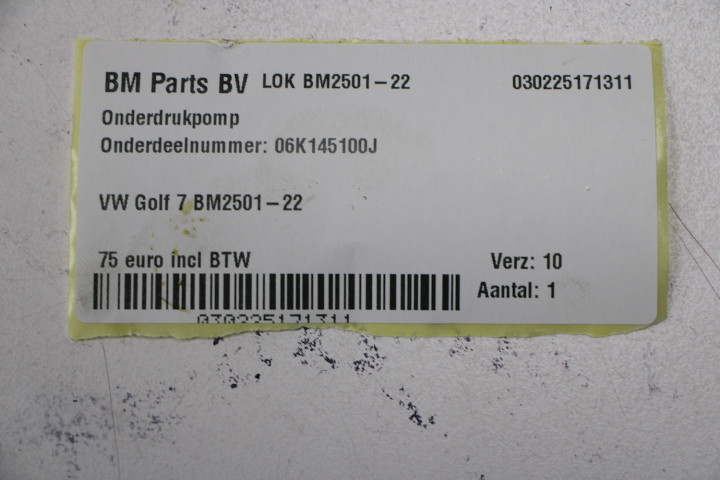 BM Parts BV LOK BM2501-22 030225171311
Onderdrukpomp
Onderdeelnummer: 06K145100J
VW Golf 7 BM2501-22
75 euro incl BTW Verz: 10
Aantal: 1
030225171311